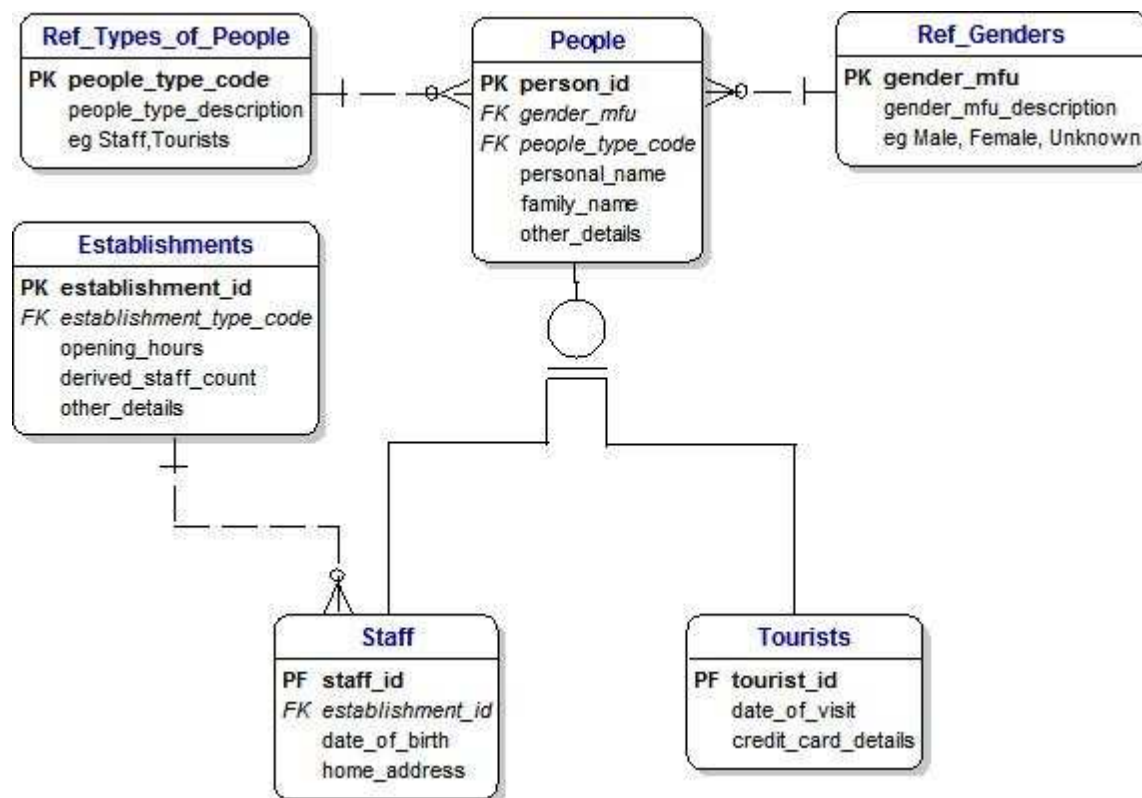 Ref_Types_of_People
PK people_type_code
people_type_description
eg Staff,Tourists
People
PK person_id
FK gender_mfu
FK people_type_code
personal_name
family_name
other_details
Ref_Genders
PK gender_mfu
gender_mfu_description
eg Male, Female, Unknown
Establishments
PK establishment_id
FK establishment_type_code
opening_hours
derived_staff_count
other_details
Staff
PF staff_id
FK establishment_id
date_of_birth
home_address
Tourists
PF tourist_id
date_of_visit
credit_card_details